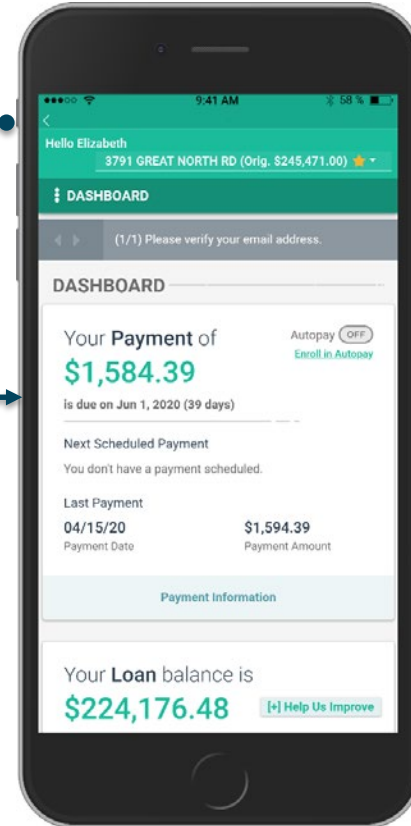 9:41 AM 58 %
Hello Elizabeth
3791 GREAT NORTH RD (Orig. $245,471.00)
DASHBOARD
(1/1) Please verify your email address.
DASHBOARD
Your Payment of
Autopay OFF
$1,584.39
Enroll in Autopay
is due on Jun 1, 2020 (39 days)
Next Scheduled Payment
You don't have a payment scheduled.
Last Payment
04/15/20 $1,594.39
Payment Date Payment Amount
Payment Information
Your Loan balance is
$224,176.48 [+] Help Us Improve